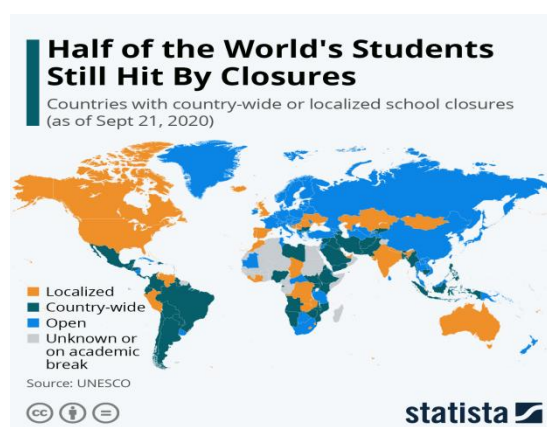 Half of the World's Students
Still Hit By Closures
Countries with country-wide or localized school closures
(as of Sept 21, 2020)
Localized
Country-wide
Open
Unknown or
on academic
break
Source: UNESCO
cc
statista